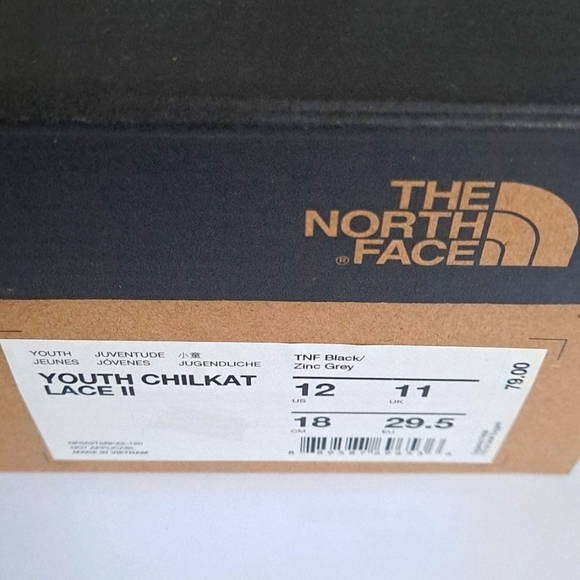 THE
NORTH
FACE
®
YOUTH JUVENTUDE 小童
JEUNES JÓVENES JUGENDLICHE
YOUTH CHILKAT
LACE II
TNF Black/
Zinc Grey
12 11
US UK
18 29.5
CM EU
79.00
MADE IN VIETNAM